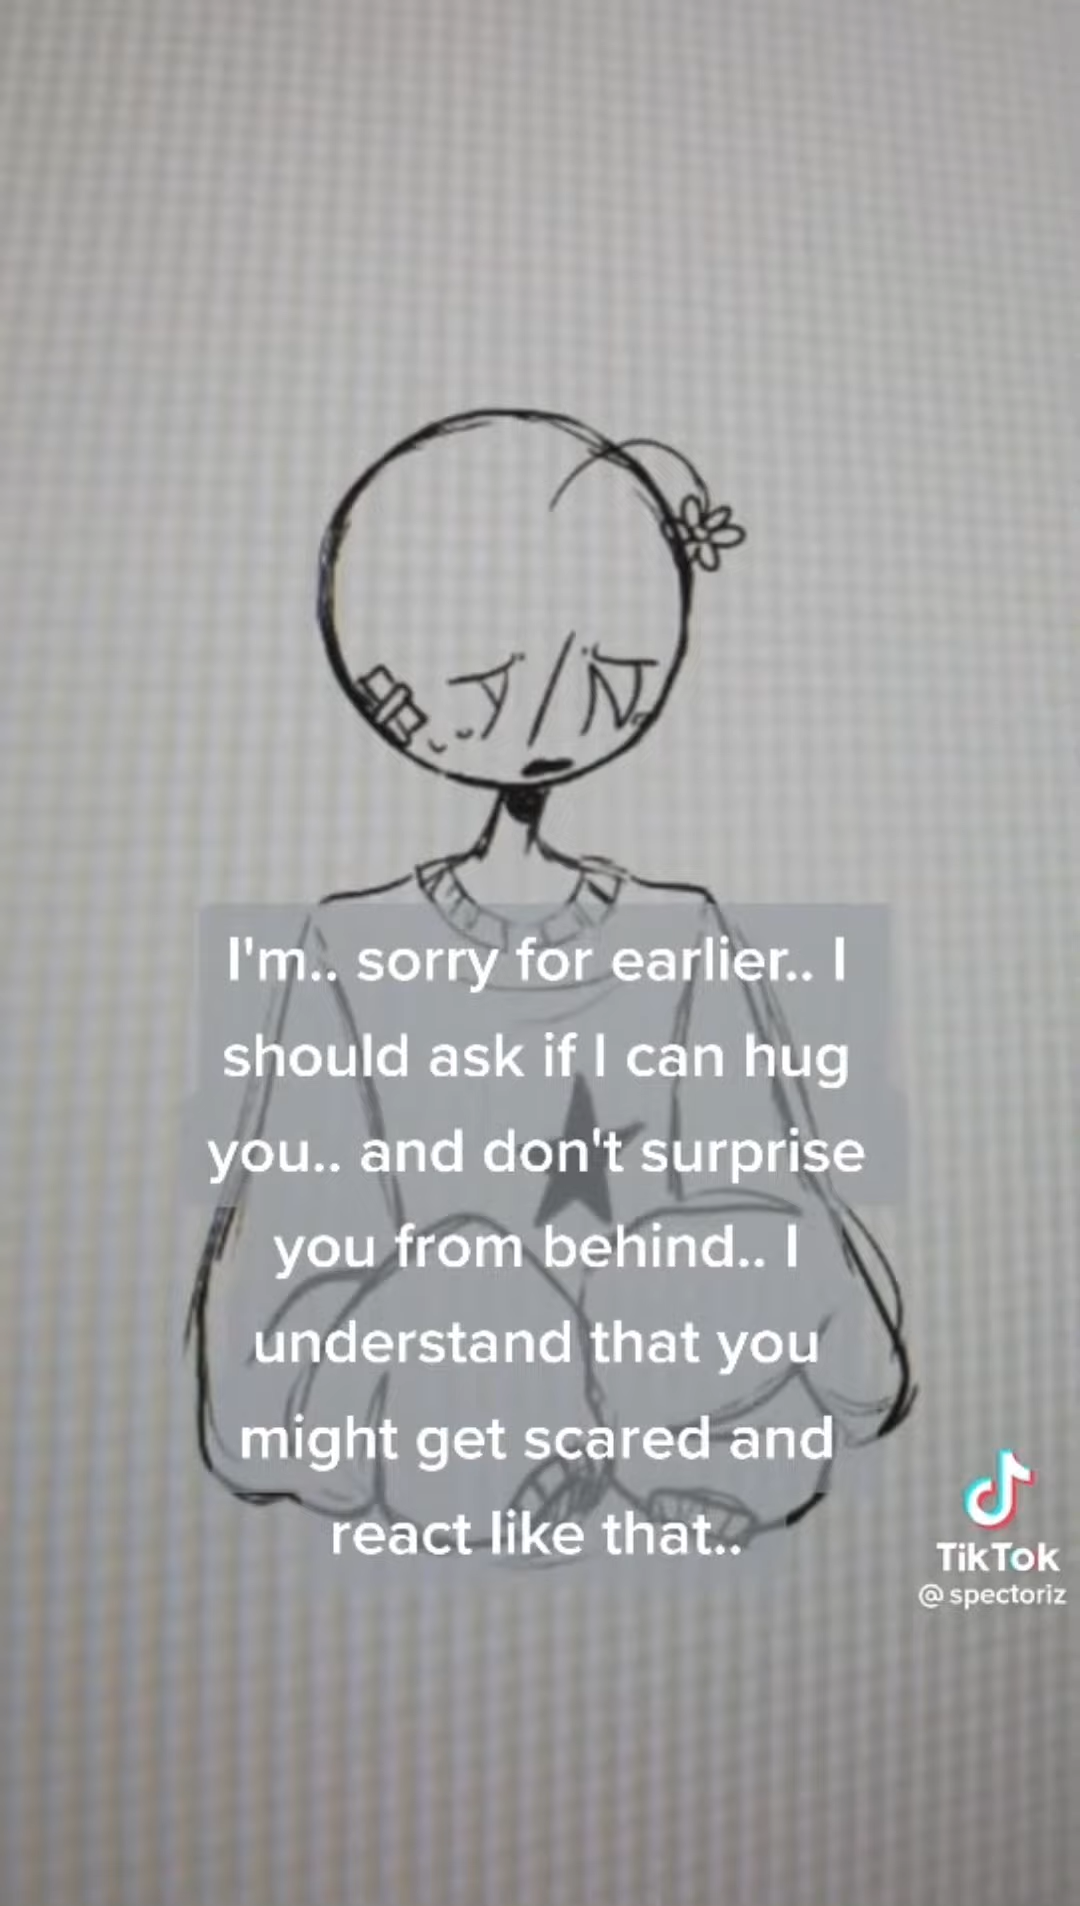 Y/N
I'm.. sorry for earlier.. I
should ask if I can hug
you.. and don't surprise
you from behind.. I
understand that you
might get scared and
react like that..
TikTok
@spectoriz